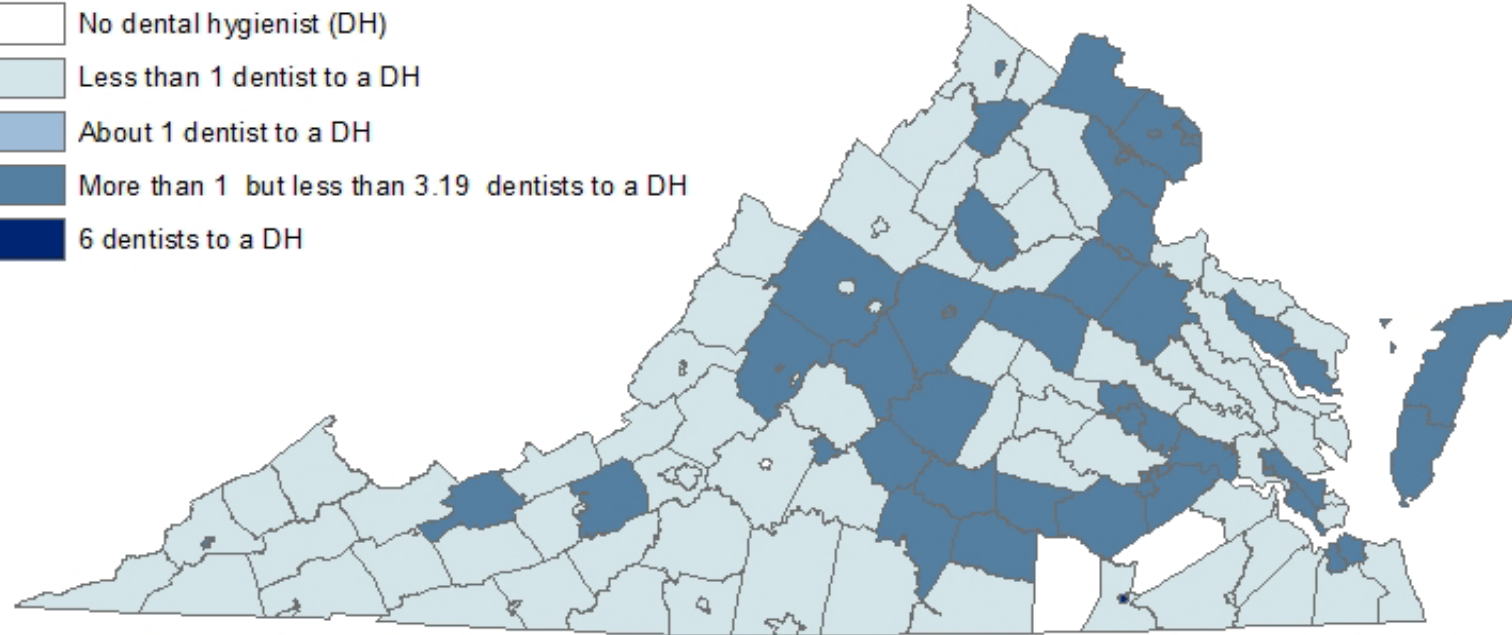 No dental hygienist (DH)
Less than 1 dentist to a DH
About 1 dentist to a DH
More than 1 but less than 3.19 dentists to a DH
6 dentists to a DH